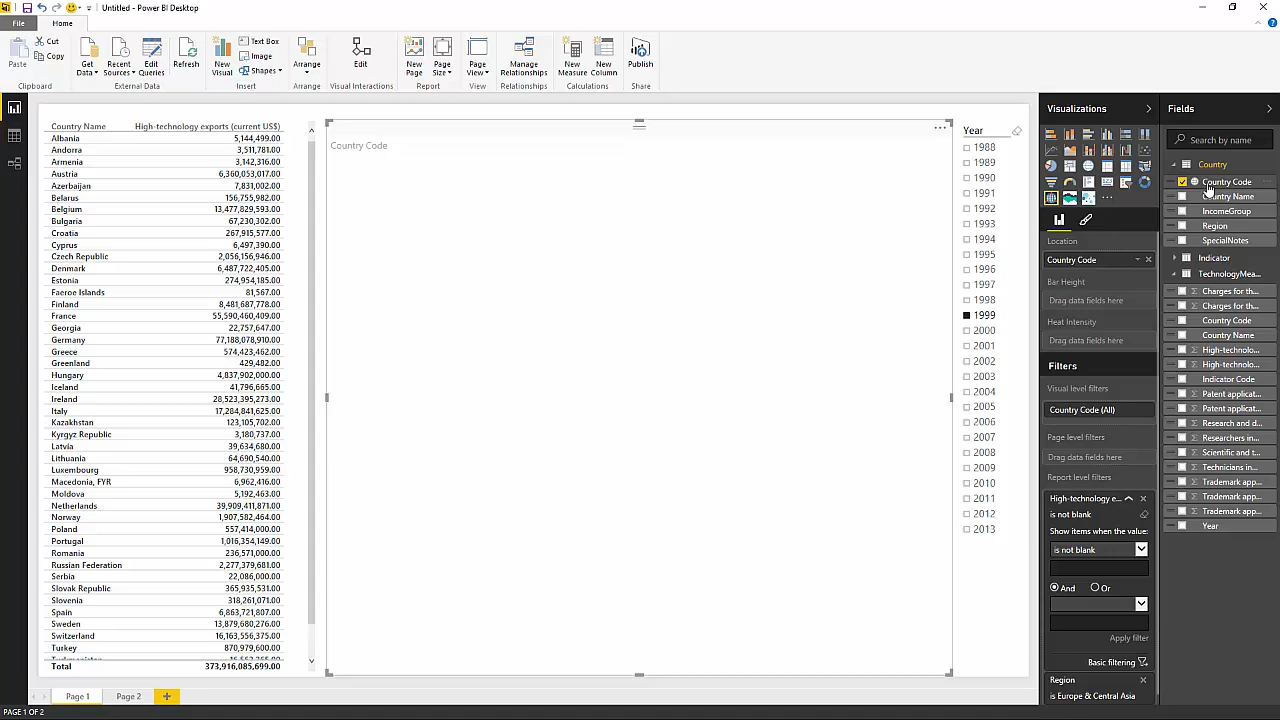 Untitled - Power BI Desktop
File
Home
Paste
Cut
Copy
Get Data
Recent Sources
Edit Queries
Refresh
New Visual
Text Box
Image
Shapes
Arrange
Edit
New Page
Page Size
Page View
Manage Relationships
New Measure
New Column
Publish
Clipboard
External Data
Insert
Arrange
Visual Interactions
Report
View
Relationships
Calculations
Share
Country Name High-technology exports (current US$)
Albania 5,144,499.00
Andorra 3,511,781.00
Armenia 3,142,316.00
Austria 6,360,053,017.00
Azerbaijan 7,831,002.00
Belarus 156,755,982.00
Belgium 13,477,829,593.00
Bulgaria 67,230,302.00
Croatia 267,915,577.00
Cyprus 6,497,390.00
Czech Republic 2,056,156,946.00
Denmark 6,487,722,405.00
Estonia 274,954,185.00
Faeroe Islands 81,567.00
Finland 8,481,687,778.00
France 55,590,460,409.00
Georgia 22,757,647.00
Germany 77,188,078,910.00
Greece 574,423,462.00
Greenland 429,482.00
Hungary 4,837,902,000.00
Iceland 41,796,665.00
Ireland 28,523,395,273.00
Italy 17,284,841,625.00
Kazakhstan 123,105,702.00
Kyrgyz Republic 3,180,737.00
Latvia 39,634,680.00
Lithuania 64,690,540.00
Luxembourg 958,730,959.00
Macedonia, FYR 6,962,416.00
Moldova 5,192,463.00
Netherlands 39,909,411,871.00
Norway 1,907,582,464.00
Poland 557,414,000.00
Portugal 1,016,354,149.00
Romania 236,571,000.00
Russian Federation 2,277,379,681.00
Serbia 22,086,000.00
Slovak Republic 365,935,531.00
Slovenia 318,261,071.00
Spain 6,863,721,807.00
Sweden 13,879,680,276.00
Switzerland 16,163,556,375.00
Turkey 870,979,600.00
Total 373,916,085,699.00
Country Code
Year
1988
1989
1990
1991
1992
1993
1994
1995
1996
1997
1998
1999
2000
2001
2002
2003
2004
2005
2006
2007
2008
2009
2010
2011
2012
2013
Visualizations
Location
Country Code
Bar Height
Drag data fields here
Heat Intensity
Drag data fields here
Filters
Visual level filters
Country Code (All)
Page level filters
Drag data fields here
Report level filters
High-technology e...
is not blank
Show items when the value:
is not blank
And Or
Apply filter
Basic filtering
Region
is Europe & Central Asia
Fields
Search by name
Country
Country Code
Country Name
IncomeGroup
Region
SpecialNotes
Indicator
TechnologyMea...
Charges for th...
Charges for th...
Country Code
Country Name
High-technolo...
High-technolo...
Indicator Code
Patent applicat...
Patent applicat...
Research and d...
Researchers in...
Scientific and t...
Technicians in...
Trademark app...
Trademark app...
Trademark app...
Year
Page 1
Page 2
PAGE 1 OF 2